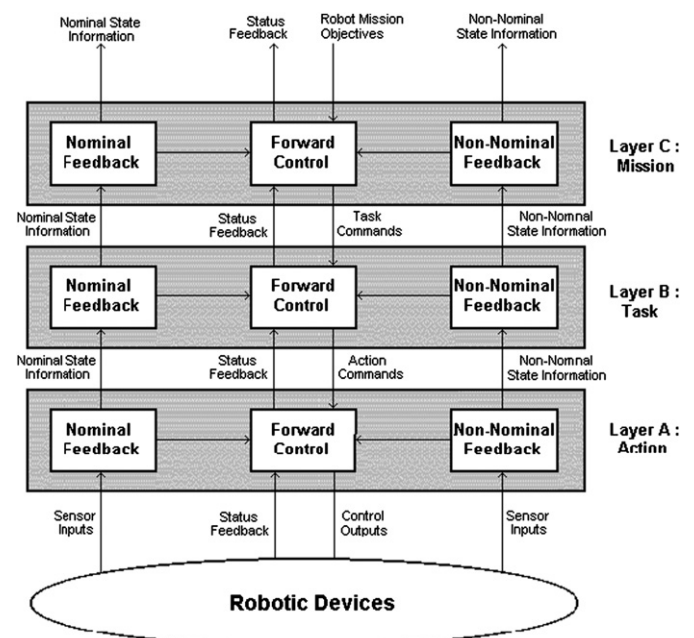 Nominal State
Information
Status
Feedback
Robot Mission
Objectives
Non-Nominal
State Information
Nominal
Feedback
Forward
Control
Non-Nominal
Feedback
Layer C :
Mission
Nominal State
Information
Status
Feedback
Task
Commands
Non-Nomnal
State Information
Nominal
Feedback
Forward
Control
Non-Nominal
Feedback
Layer B :
Task
Nominal State
Information
Status
Feedback
Action
Commands
Non-Nomnal
State Information
Nominal
Feedback
Forward
Control
Non-Nominal
Feedback
Layer A :
Action
Sensor
Inputs
Status
Feedback
Control
Outputs
Sensor
Inputs
Robotic Devices